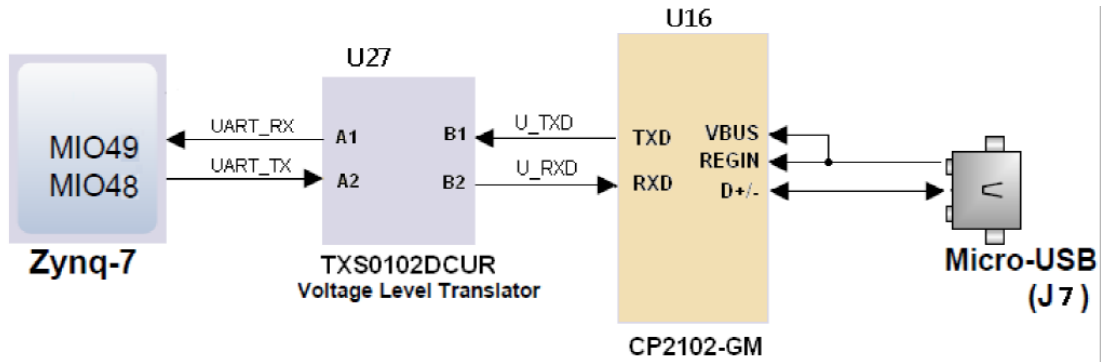 U16
U27
UART_RX
A1
B1
U_TXD
TXD
VBUS
MIO49
REGIN
MIO48
UART_TX
A2
B2
U_RXD
RXD
D+/-
Zynq-7
TXS0102DCUR
Voltage Level Translator
Micro-USB
(J7)
CP2102-GM